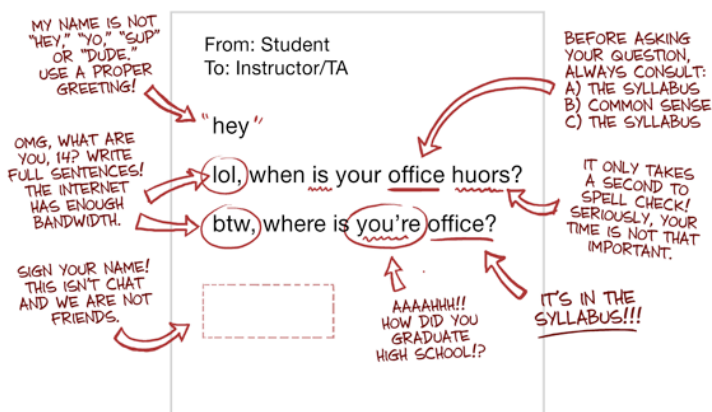 MY NAME IS NOT
"HEY," "YO," "SUP"
OR "DUDE."
USE A PROPER
GREETING!
From: Student
To: Instructor/TA
BEFORE ASKING
YOUR QUESTION,
ALWAYS CONSULT:
A) THE SYLLABUS
B) COMMON SENSE
C) THE SYLLABUS
"hey"
OMG, WHAT ARE
YOU, 14? WRITE
FULL SENTENCES!
THE INTERNET
HAS ENOUGH
BANDWIDTH.
lol, when is your office huors?
btw, where is you're office?
IT ONLY TAKES
A SECOND TO
SPELL CHECK!
SERIOUSLY, YOUR
TIME IS NOT THAT
IMPORTANT.
SIGN YOUR NAME!
THIS ISN'T CHAT
AND WE ARE NOT
FRIENDS.
AAAAHHH!!
HOW DID YOU
GRADUATE
HIGH SCHOOL!?
IT'S IN THE
SYLLABUS!!!